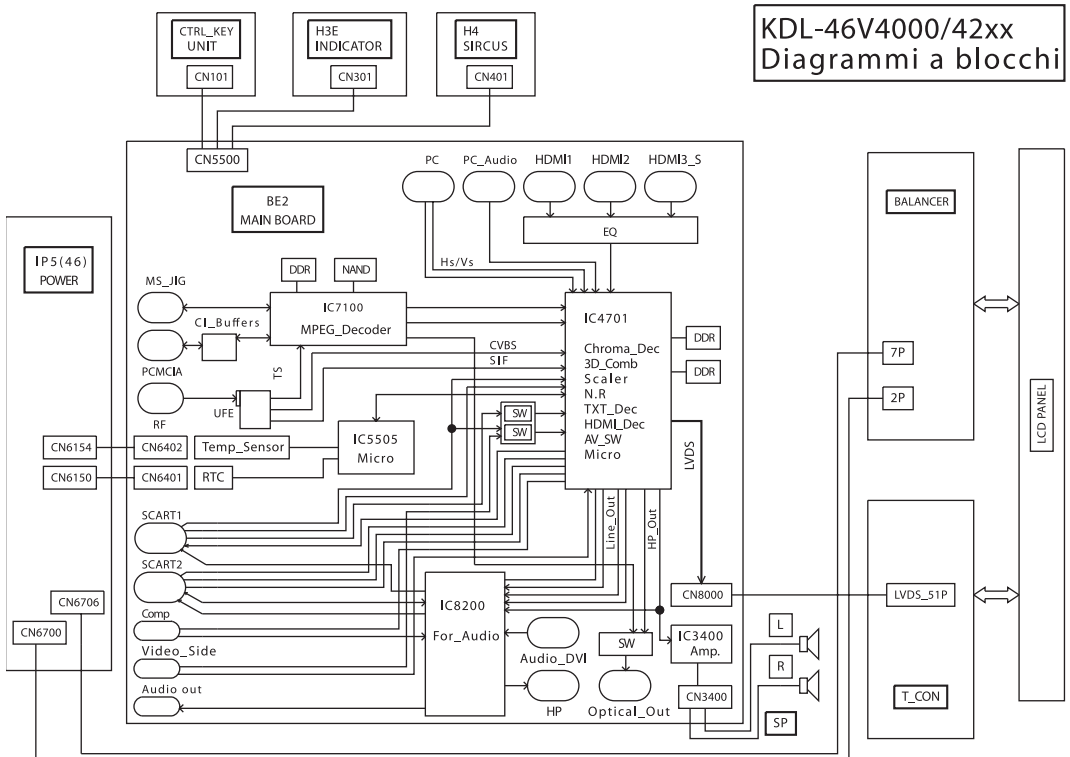 KDL-46V4000/42xx
Diagrammi a blocchi
CTRL_KEY
UNIT
CN101
H3E
INDICATOR
CN301
H4
SIRCUS
CN401
CN5500
BE2
MAIN BOARD
PC
PC_Audio
HDMI1
HDMI2
HDMI3_S
EQ
Hs/Vs
BALANCER
7P
2P
LCD PANEL
IP5(46)
POWER
MS_JIG
DDR
NAND
IC7100
MPEG_Decoder
CI_Buffers
PCMCIA
TS
RF
UFE
CVBS
SIF
IC4701
Chroma_Dec
3D_Comb
Scaler
N.R
TXT_Dec
HDMI_Dec
AV_SW
Micro
DDR
DDR
SW
SW
LVDS
CN6154
CN6402
Temp_Sensor
IC5505
Micro
CN6150
CN6401
RTC
SCART1
SCART2
Comp
Video_Side
Audio out
Line_Out
HP_Out
IC8200
For_Audio
Audio_DVI
HP
SW
Optical_Out
CN8000
IC3400
Amp.
CN3400
L
R
SP
LVDS_51P
T_CON
CN6706
CN6700